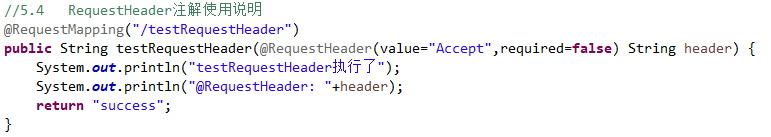 //5.4  RequestHeader注解使用说明
@RequestMapping("/testRequestHeader")
public String testRequestHeader(@RequestHeader(value="Accept",required=false) String header) {
    System.out.println("testRequestHeader执行了");
    System.out.println("@RequestHeader: "+header);
    return "success";
}